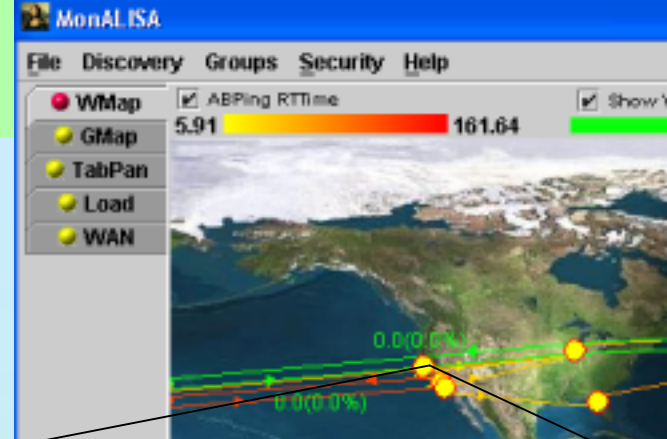 MonALISA
File Discovery Groups Security Help
WMap
GMap
TabPan
Load
WAN
ABPing RTTime
Show
5.91 161.64
0.0(0.0%)
0.0(0.0%)